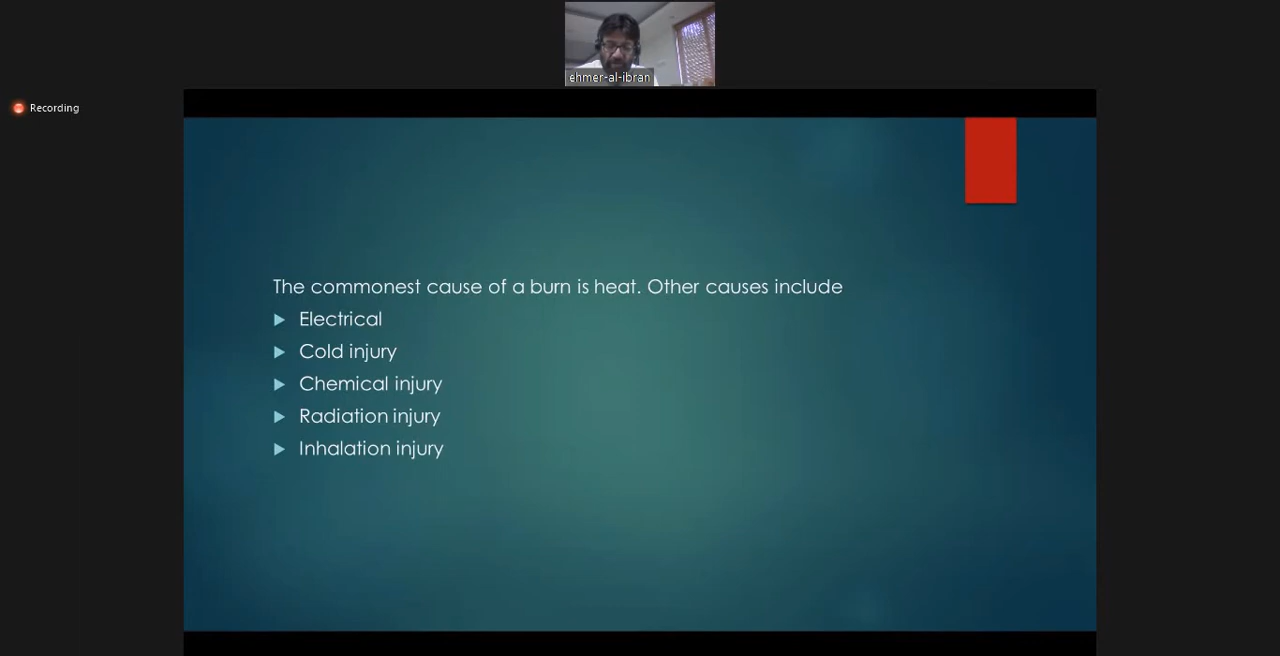 ehmer-al-ibran
Recording
The commonest cause of a burn is heat. Other causes include
Electrical
Cold injury
Chemical injury
Radiation injury
Inhalation injury